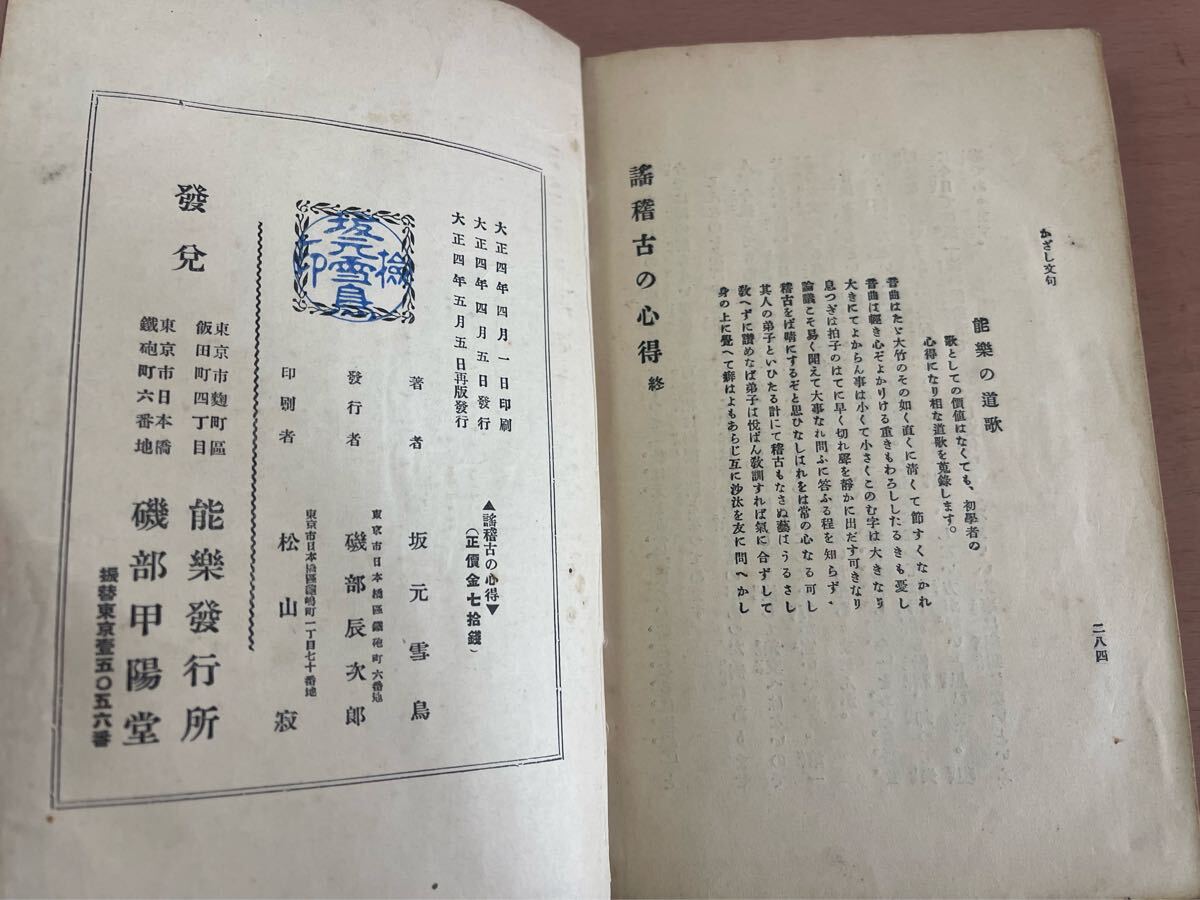 かざし文句
二八四
能樂の道歌
歌としての價値はなくても、初學者の
心得になり相な道歌を蒐錄します。
音曲はたゞ大竹のその如く直に清くて節すくなかれ
音曲は輕き心ぞよかりける重きもわろししたるきも憂し
大きにてよからん事は小くて小さくこのむ字は大きなり
息つぎは拍子のはてに早く切れ聲を靜かに出だす可きなり
論議こそ易く聞えて大事なれ問ふに答ふる程を知らず、
稽古をば晴にするぞと思ひなしはれをは常の心なる可し
其人の弟子といひたる計にて稽古もなさぬ藝はうるさし
敎へずに讃めなば弟子は悅ばん敎訓すれば氣に合ずして
身の上に覺へて癖はよもあらじ互に沙汰を友に問へかし
謠稽古の心得 終
大正四年四月一日印刷
大正四年四月五日發行
大正四年五月五日再版發行
▲謠稽古の心得▼
(正價金七拾錢)
坂元雪鳥
檢印
著者 坂元雪鳥
東京市日本橋區鐵砲町六番地
發行者 磯部辰次郎
東京市日本橋區蠣嶋町一丁目七十番地
印刷者 松山寂
發兌
東京市麴町區
飯田町四丁目
能樂發行所
東京市日本橋
鐵砲町六番地
磯部甲陽堂
振替東京壹五〇五六番